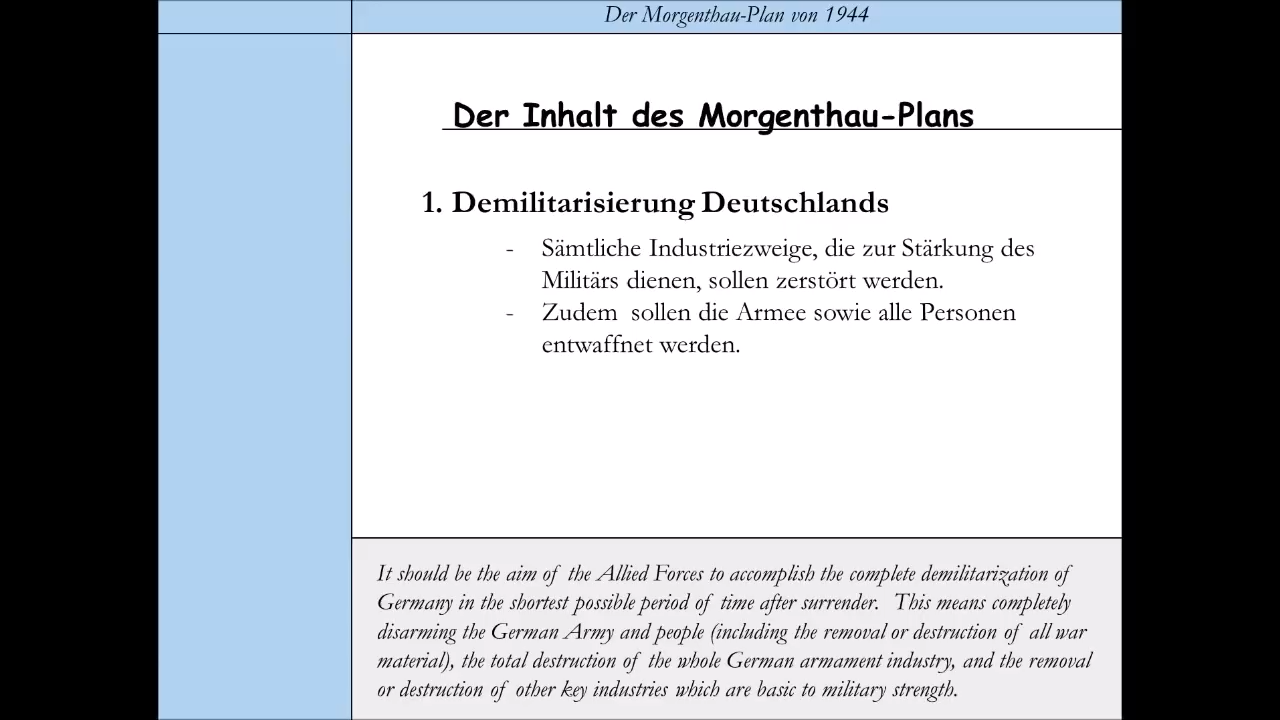 Der Morgenthau-Plan von 1944
Der Inhalt des Morgenthau-Plans
1. Demilitarisierung Deutschlands
- Sämtliche Industriezweige, die zur Stärkung des
Militärs dienen, sollen zerstört werden.
- Zudem sollen die Armee sowie alle Personen
entwaffnet werden.
It should be the aim of the Allied Forces to accomplish the complete demilitarization of
Germany in the shortest possible period of time after surrender. This means completely
disarming the German Army and people (including the removal or destruction of all war
material), the total destruction of the whole German armament industry, and the removal
or destruction of other key industries which are basic to military strength.